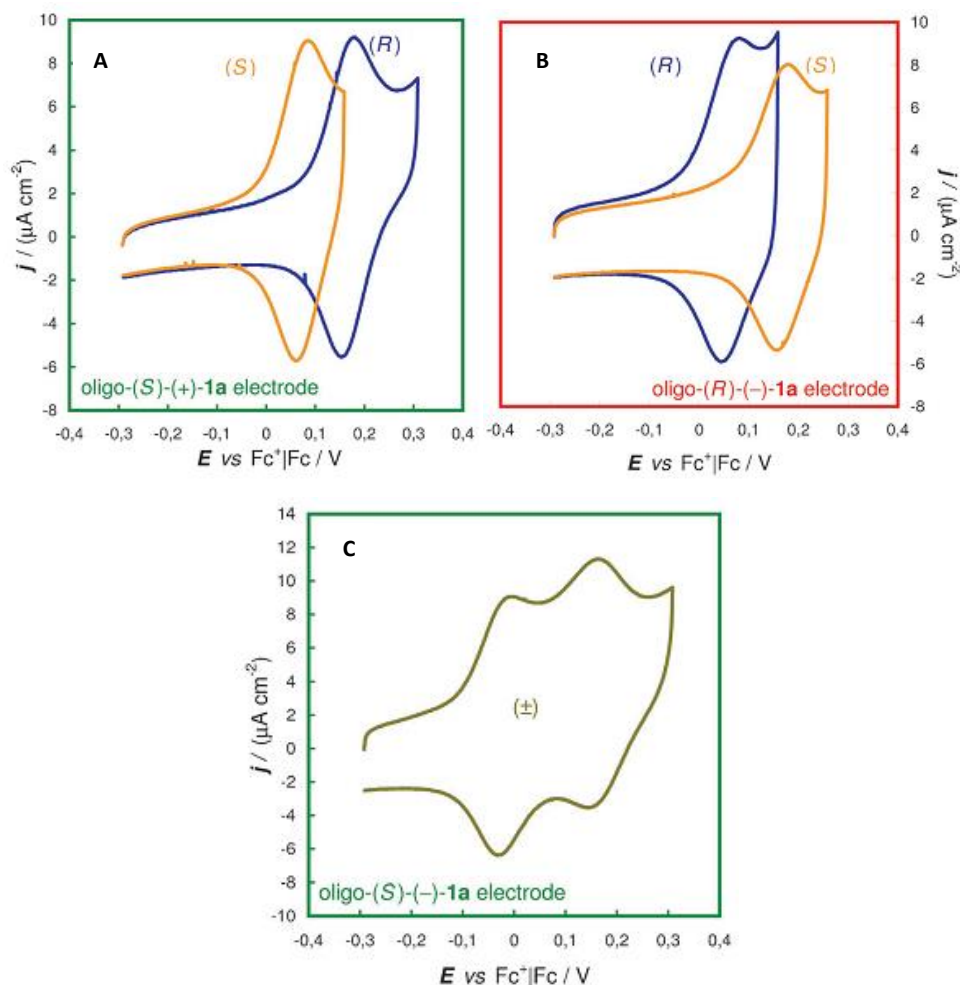 A
(S)
(R)
10
8
6
4
2
0
-2
-4
-6
-8
j / (µA cm-2)
oligo-(S)-(+)-1a electrode
-0,4 -0,3 -0,2 -0,1 0 0,1 0,2 0,3 0,4
E vs Fc+|Fc / V
B
(R)
(S)
10
8
6
4
2
0
-2
-4
-6
-8
j / (µA cm-2)
oligo-(R)-(–)-1a electrode
-0,4 -0,3 -0,2 -0,1 0 0,1 0,2 0,3 0,4
E vs Fc+|Fc / V
C
14
12
10
8
6
4
2
0
-2
-4
-6
-8
-10
j / (µA cm-2)
(±)
oligo-(S)-(–)-1a electrode
-0,4 -0,3 -0,2 -0,1 0 0,1 0,2 0,3 0,4
E vs Fc+|Fc / V